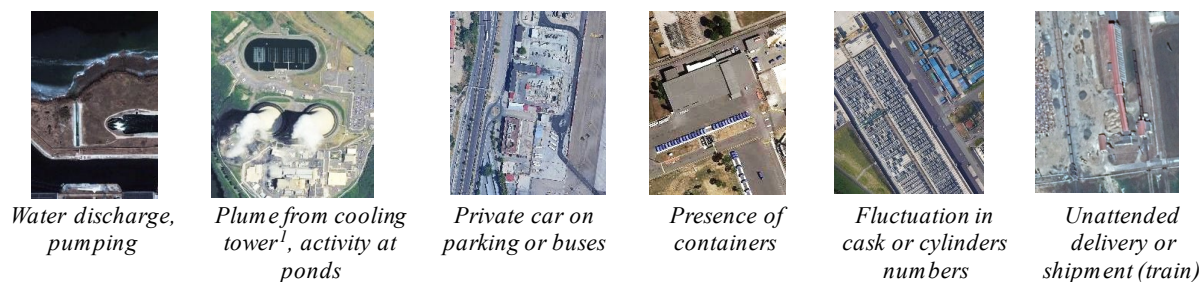 Water discharge,
pumping
Plume from cooling
tower¹, activity at
ponds
Private car on
parking or buses
Presence of
containers
Fluctuation in
cask or cylinders
numbers
Unattended
delivery or
shipment (train)